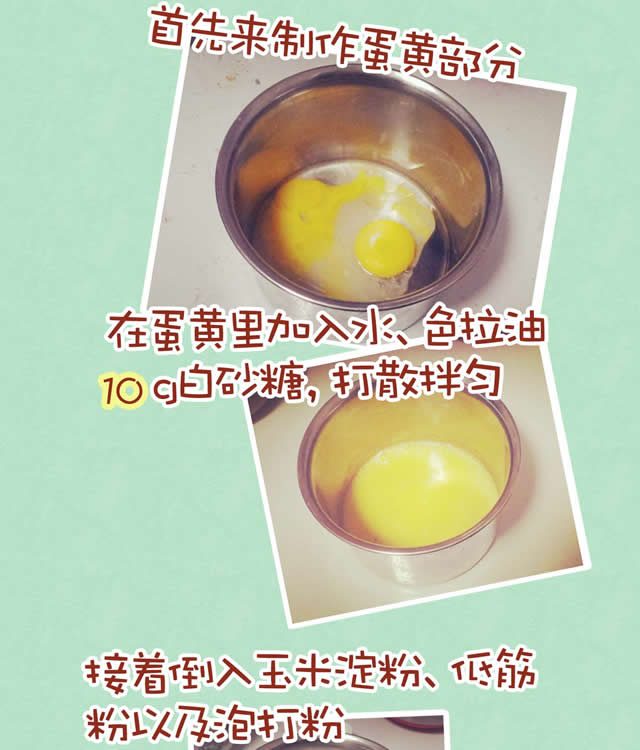 首先来制作蛋黄部分
在蛋黄里加入水、色拉油
10g白砂糖,打散拌匀
接着倒入玉米淀粉、低筋
粉以及泡打粉